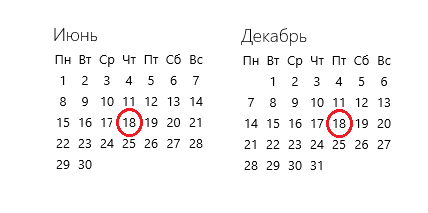 Июнь
Пн Вт Ср Чт Пт Сб Вс
1 2 3 4 5 6 7
8 9 10 11 12 13 14
15 16 17 18 19 20 21
22 23 24 25 26 27 28
29 30
Декабрь
Пн Вт Ср Чт Пт Сб Вс
1 2 3 4 5 6
7 8 9 10 11 12 13
14 15 16 17 18 19 20
21 22 23 24 25 26 27
28 29 30 31